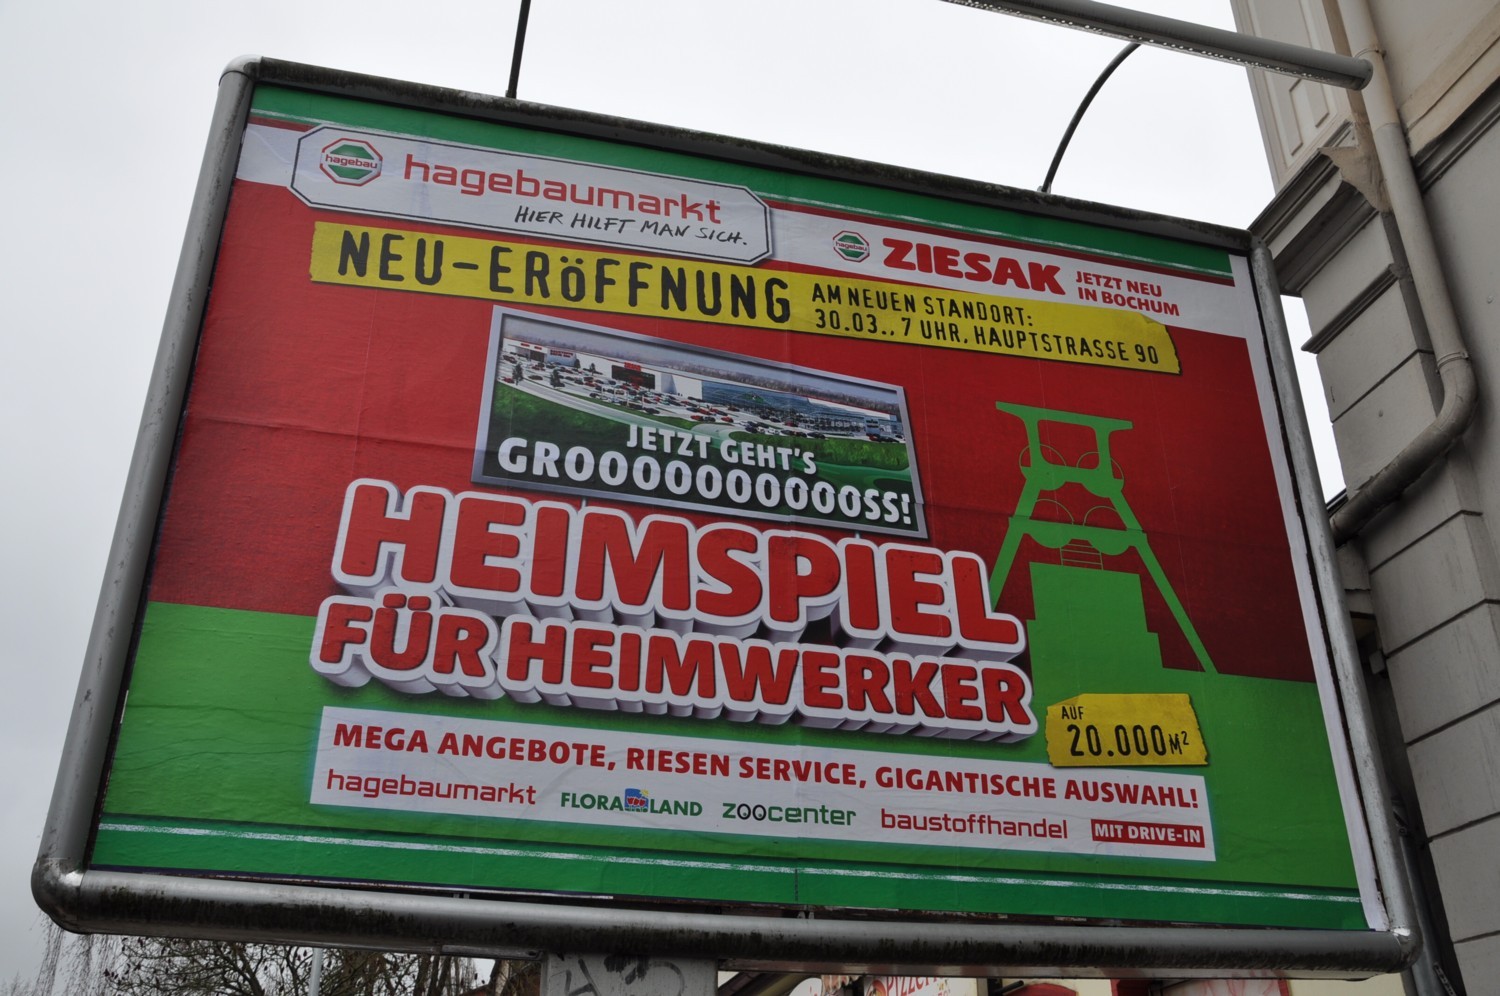 hagebau
hagebaumarkt
HIER HILFT MAN SICH.
hagebau
ZIESAK
JETZT NEU
IN BOCHUM
NEU-ERÖFFNUNG
AM NEUEN STANDORT:
30.03., 7 UHR, HAUPTSTRASSE 90
JETZT GEHT'S
GROOOOOOOOOOSS!
HEIMSPIEL
FÜR HEIMWERKER
AUF
20.000M²
MEGA ANGEBOTE, RIESEN SERVICE, GIGANTISCHE AUSWAHL!
hagebaumarkt
FLORALAND
zoocenter
baustoffhandel
MIT DRIVE-IN